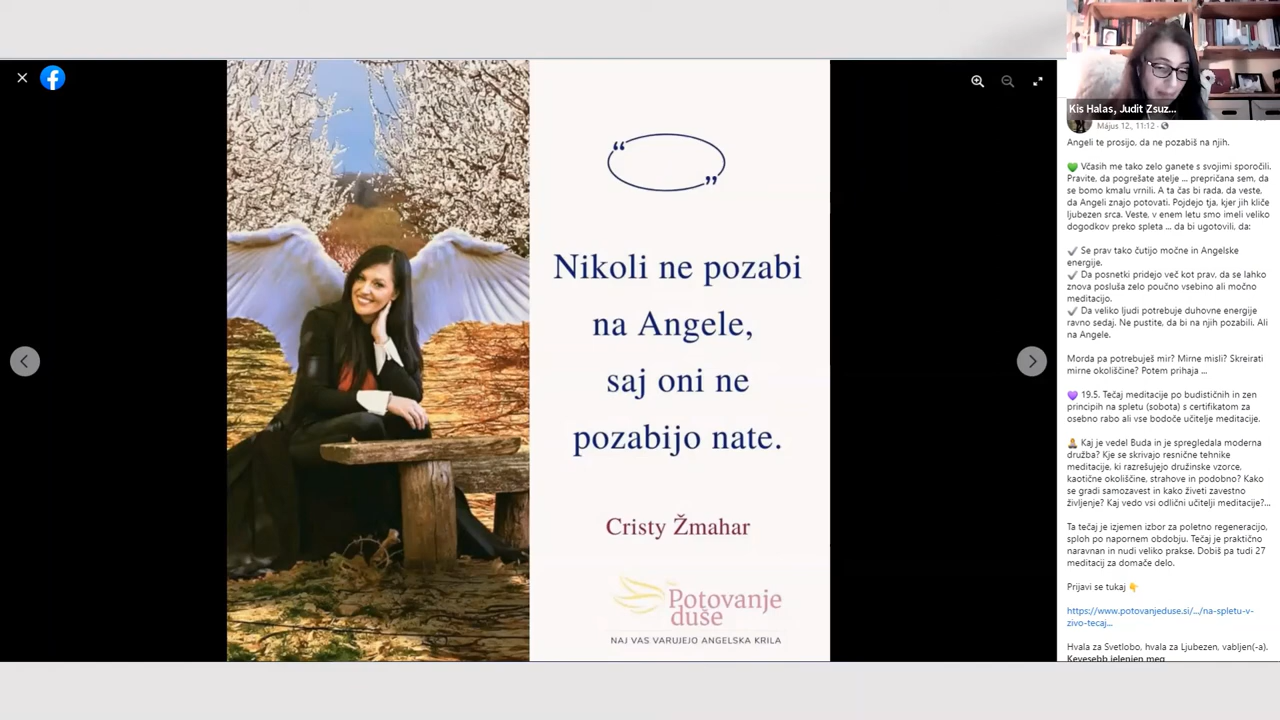 “
”
Nikoli ne pozabi
na Angele,
saj oni ne
pozabijo nate.
Cristy Žmahar
Potovanje
duše
NAJ VAS VARUJEJO ANGELSKA KRILA
Kis Halas, Judit Zsuz...
Május 12., 11:12 ·
Angeli te prosijo, da ne pozabiš na njih.
💚 Včasih me tako zelo ganete s svojimi sporočili.
Pravite, da pogrešate atelje ... prepričana sem, da
se bomo kmalu vrnili. A ta čas bi rada, da veste,
da Angeli znajo potovati. Pojdejo tja, kjer jih kliče
ljubezen srca. Veste, v enem letu smo imeli veliko
dogodkov preko spleta ... da bi ugotovili, da:
✔ Se prav tako čutijo močne in Angelske
energije.
✔ Da posnetki pridejo več kot prav, da se lahko
znova posluša zelo poučno vsebino ali močno
meditacijo.
✔ Da veliko ljudi potrebuje duhovne energije
ravno sedaj. Ne pustite, da bi na njih pozabili. Ali
na Angele.
Morda pa potrebuješ mir? Mirne misli? Skreirati
mirne okoliščine? Potem prihaja ...
💜 19.5. Tečaj meditacije po budističnih in zen
principih na spletu (sobota) s certifikatom za
osebno rabo ali vse bodoče učitelje meditacije.
🧘 Kaj je vedel Buda in je spregledala moderna
družba? Kje se skrivajo resnične tehnike
meditacije, ki razrešujejo družinske vzorce,
kaotične okoliščine, strahove in podobno? Kako
se gradi samozavest in kako živeti zavestno
življenje? Kaj vedo vsi odlični učitelji meditacije?...
Ta tečaj je izjemen izbor za poletno regeneracijo,
sploh po napornem obdobju. Tečaj je praktično
naravnan in nudi veliko prakse. Dobiš pa tudi 27
meditacij za domače delo.
Prijavi se tukaj 👇
https://www.potovanjeduse.si/.../na-spletu-v-
zivo-tecaj...
Hvala za Svetlobo, hvala za Ljubezen, vabljen(-a).
Kevesebb jelenjen meg